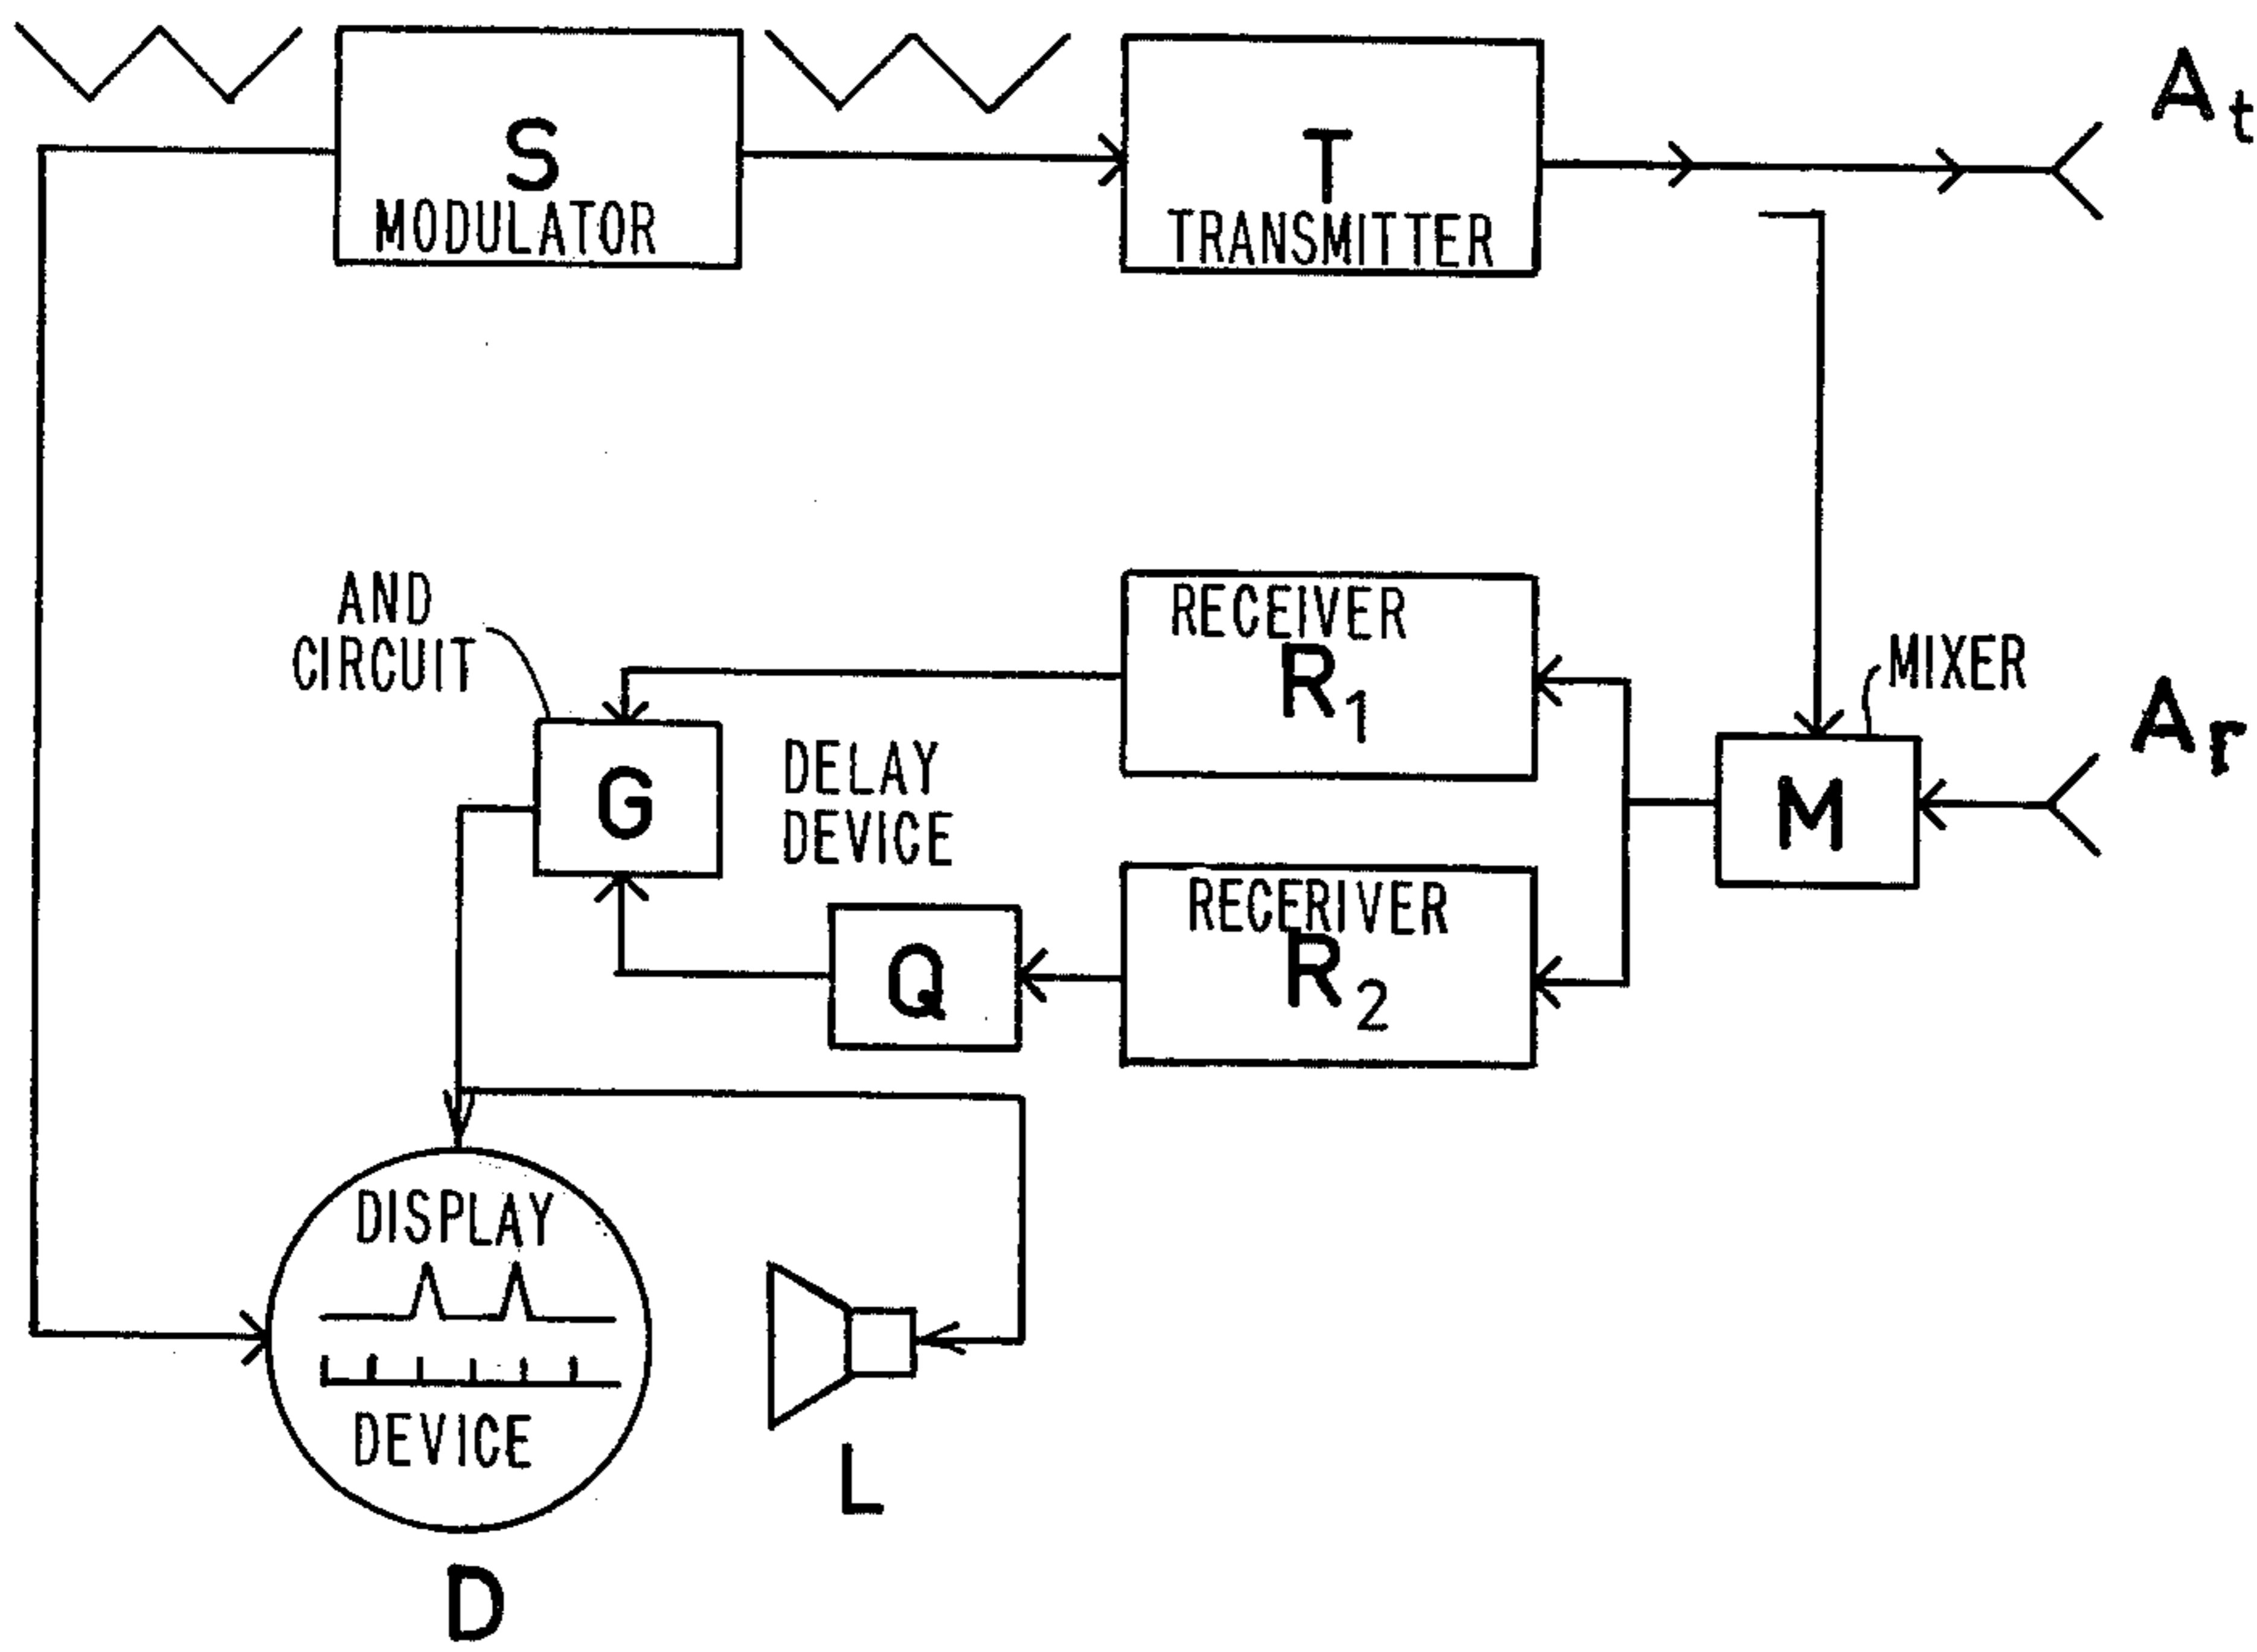 S
MODULATOR
T
TRANSMITTER
At
AND
CIRCUIT
RECEIVER
R1
MIXER
Ar
G
DELAY
DEVICE
M
RECERIVER
R2
Q
DISPLAY
DEVICE
L
D